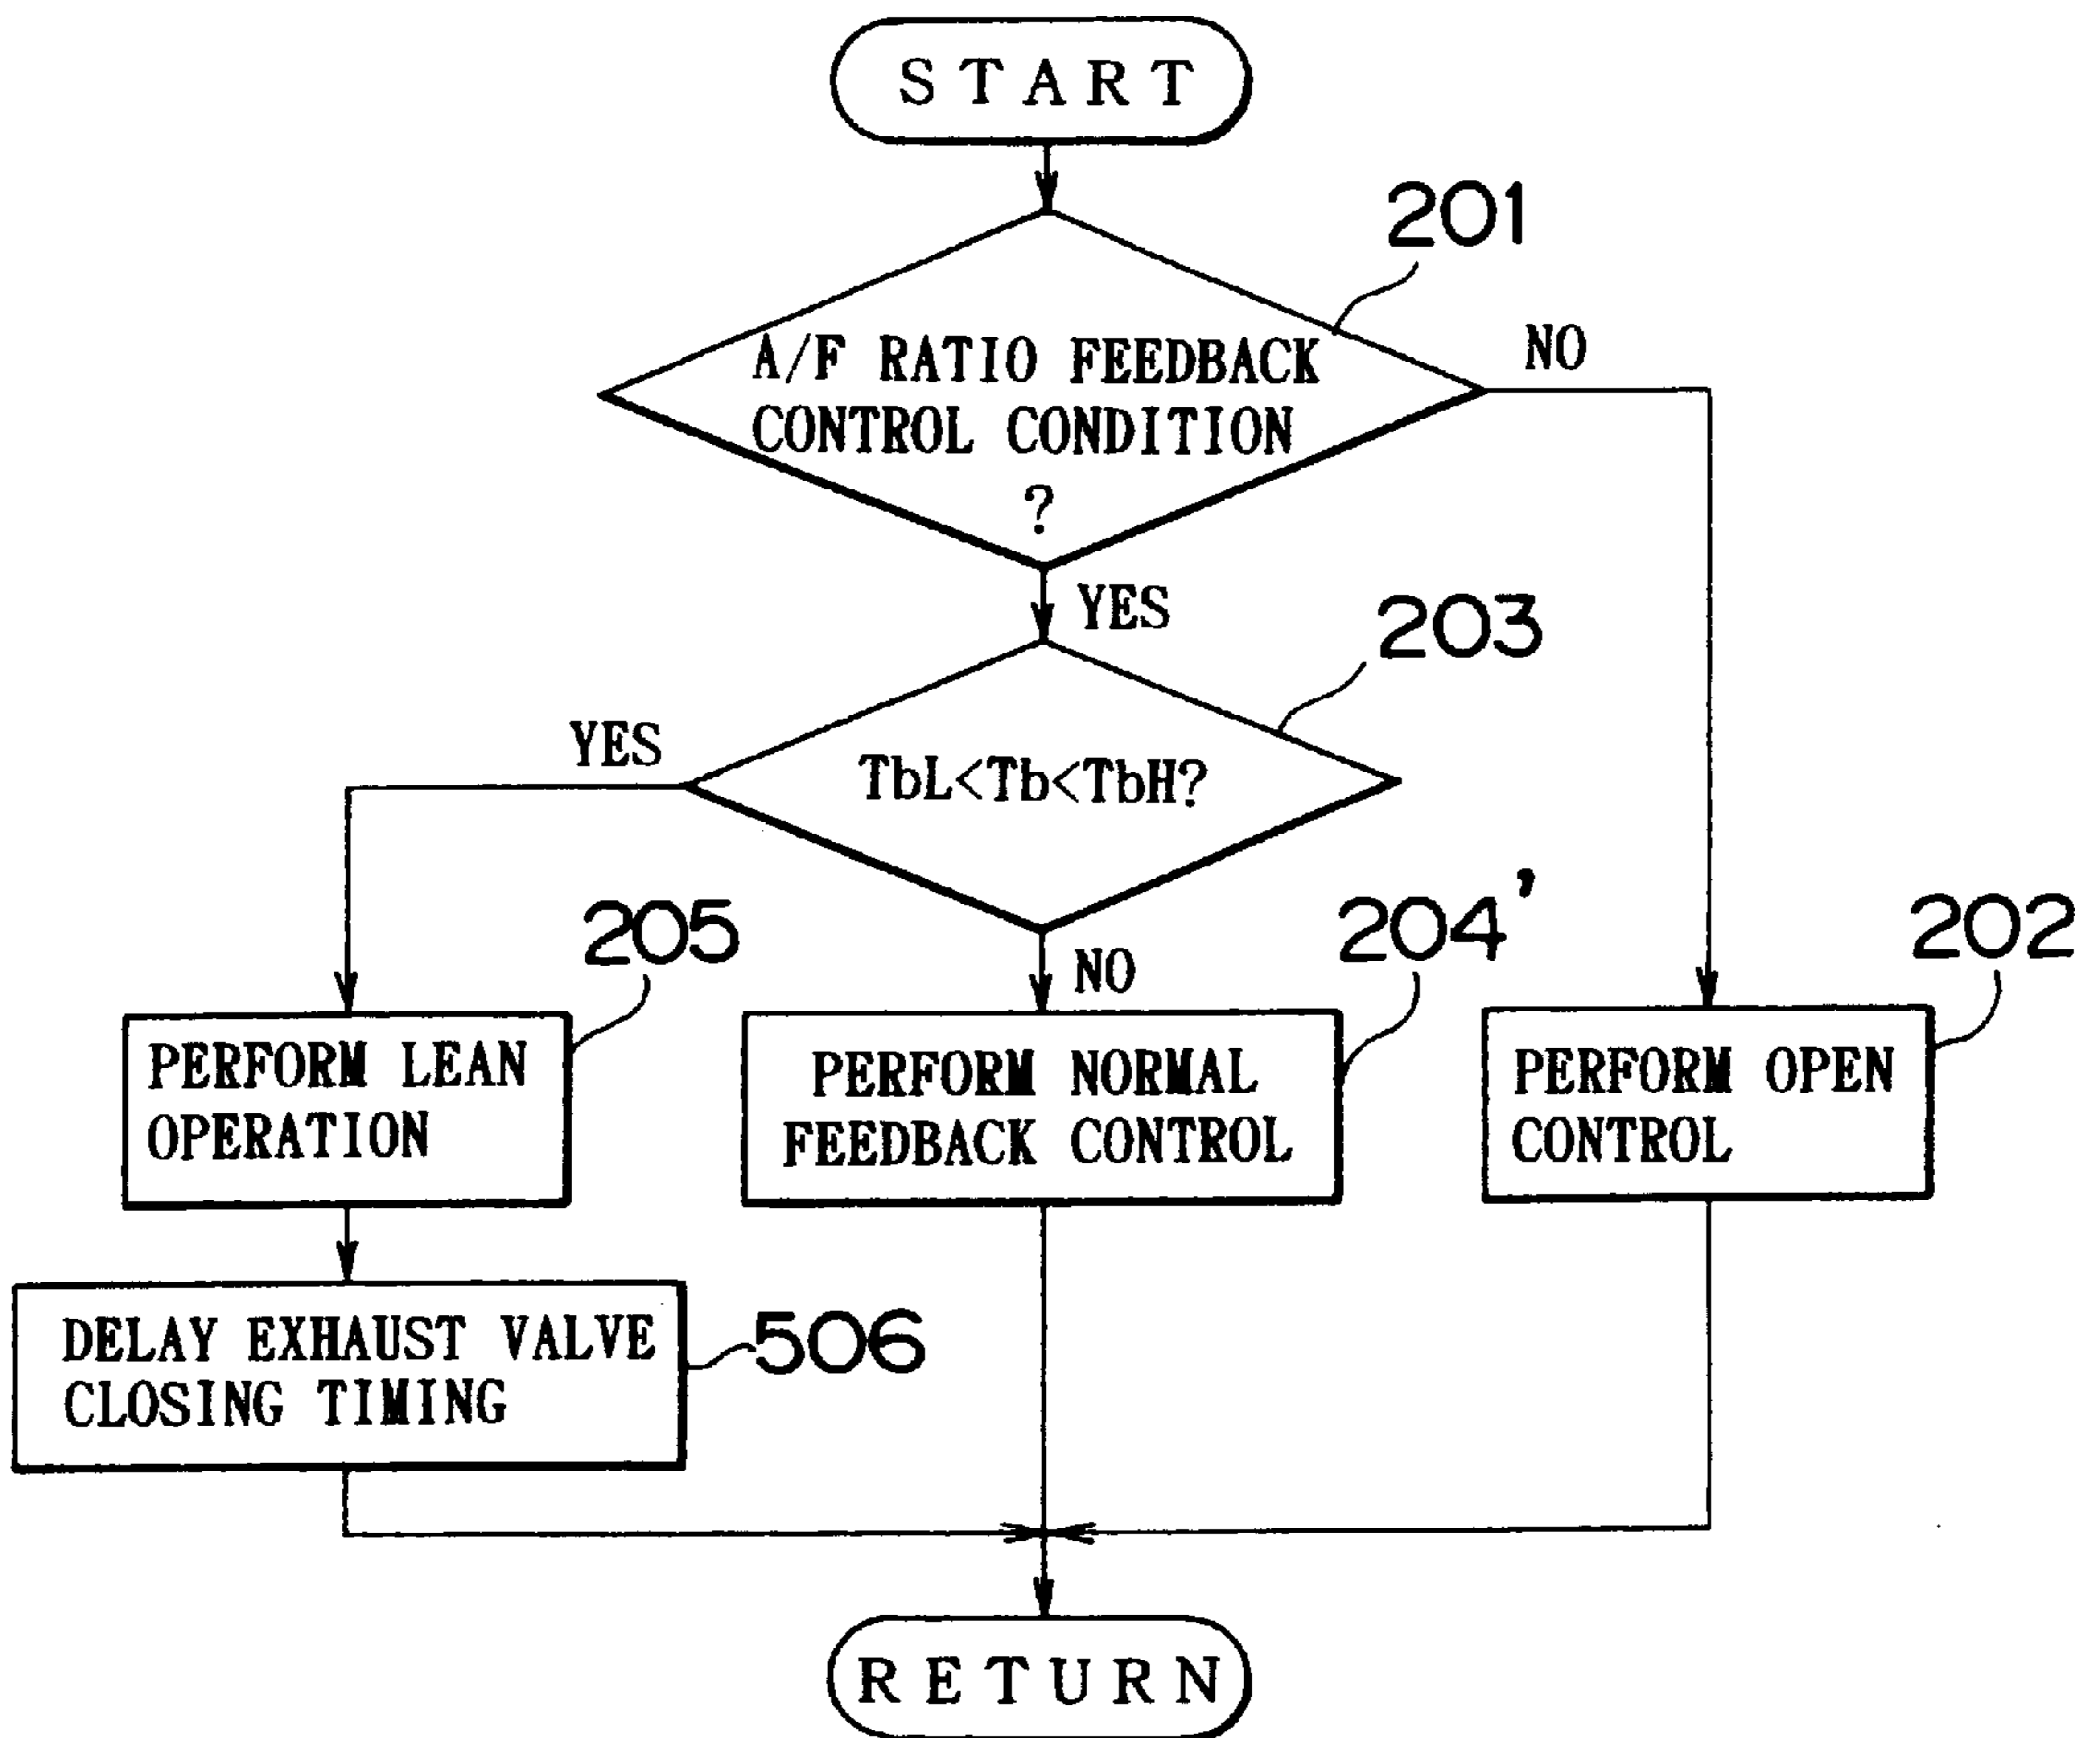 START
201
A/F RATIO FEEDBACK
CONTROL CONDITION
?
NO
YES
203
YES
TbL<Tb<TbH?
NO
205
204'
202
PERFORM LEAN
OPERATION
PERFORM NORMAL
FEEDBACK CONTROL
PERFORM OPEN
CONTROL
DELAY EXHAUST VALVE
CLOSING TIMING
506
RETURN